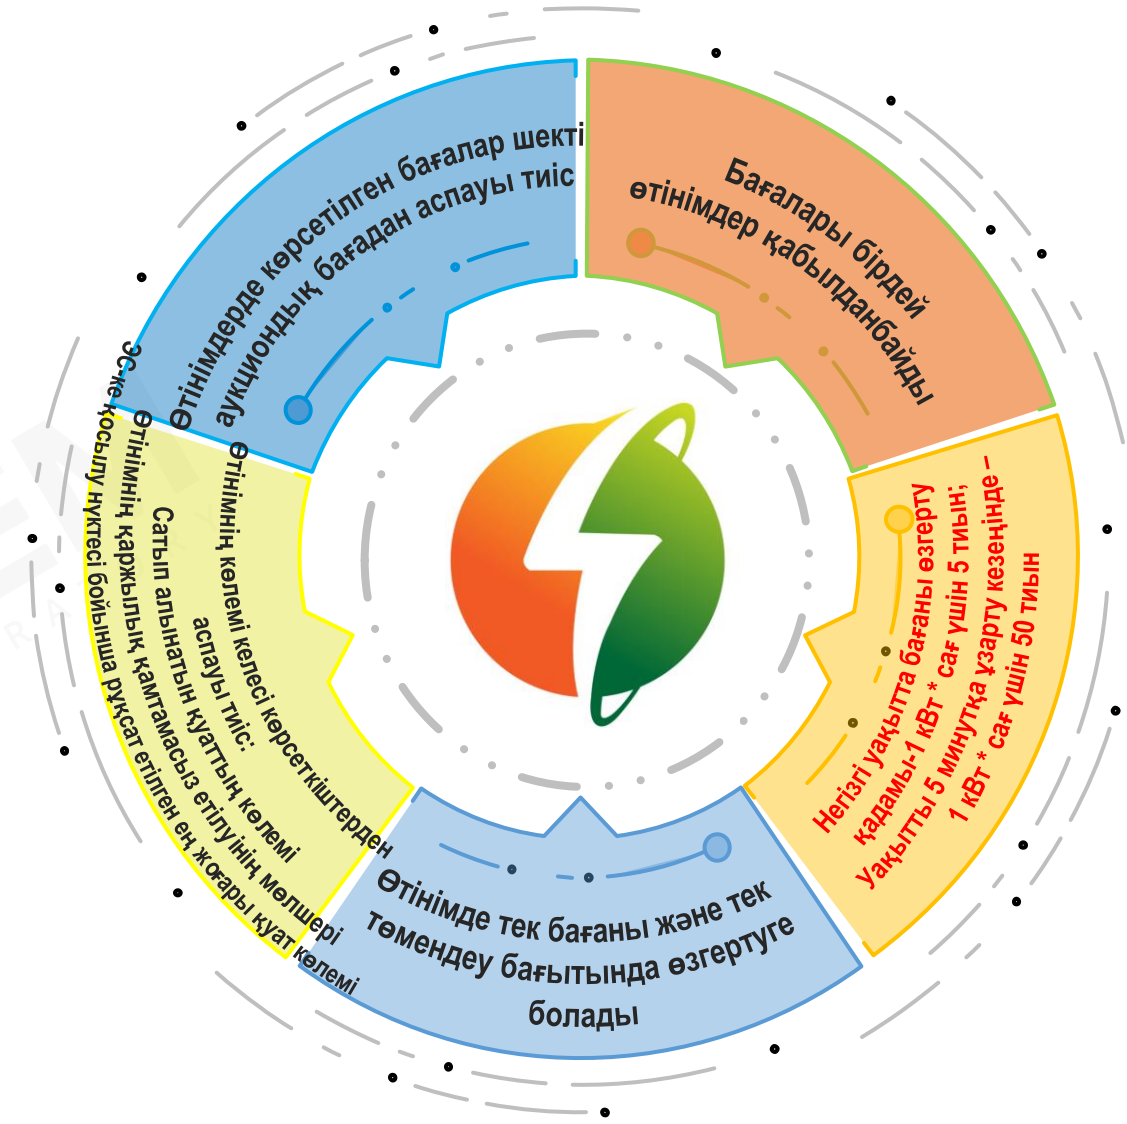 Өтінімдерде көрсетілген бағалар шекті
аукциондық бағадан аспауы тиіс
Бағалары бірдей
өтінімдер қабылданбайды
Негізгі уақытта бағаны өзгерту
қадамы-1 кВт * сағ үшін 5 тиын;
Уақытты 5 минутқа ұзарту кезеңінде –
1 кВт * сағ үшін 50 тиын
Өтінімде тек бағаны және тек
төмендеу бағытында өзгертуге
болады
Өтінімнің көлемі келесі көрсеткіштерден
аспауы тиіс:
Сатып алынатын қуаттың көлемі
Өтінімнің қаржылық қамтамасыз етілуінің мөлшері
ЭС-ке қосылу нүктесі бойынша рұқсат етілген ең жоғары қуат көлемі